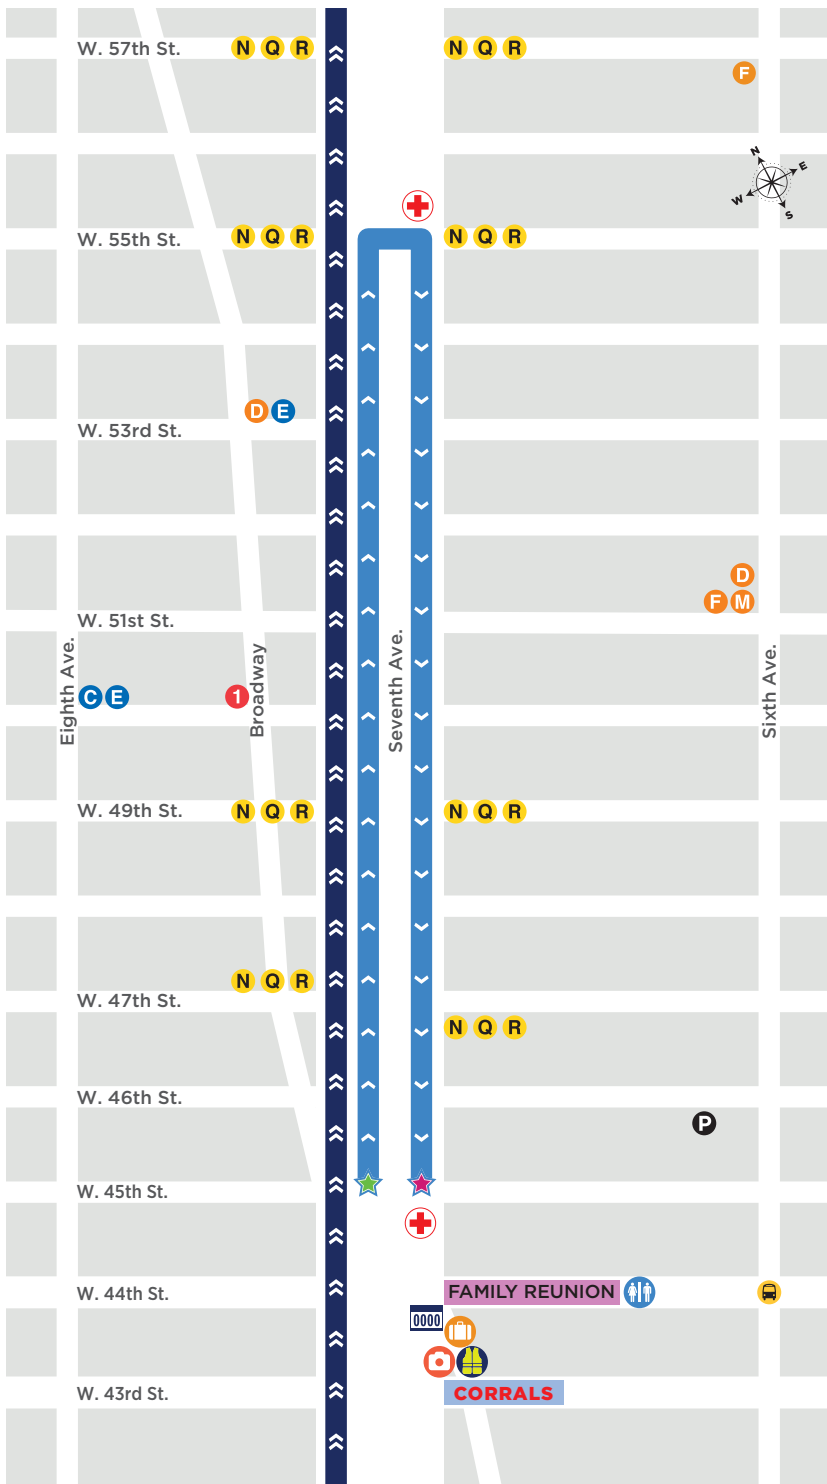 W. 57th St.
N Q R
N Q R
F
N
E
W
S
W. 55th St.
N Q R
N Q R
D E
W. 53rd St.
D
F M
W. 51st St.
Eighth Ave.
C E
1
Broadway
Seventh Ave.
Sixth Ave.
W. 49th St.
N Q R
N Q R
N Q R
W. 47th St.
N Q R
W. 46th St.
P
W. 45th St.
W. 44th St.
FAMILY REUNION
0000
W. 43rd St.
CORRALS